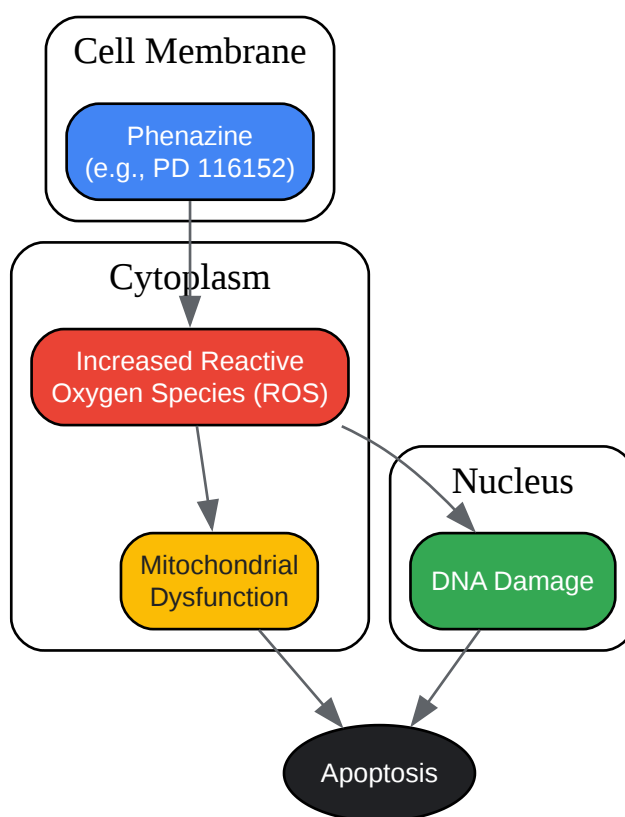 Cell Membrane
Phenazine
(e.g., PD 116152)
Cytoplasm
Increased Reactive
Oxygen Species (ROS)
Nucleus
Mitochondrial
Dysfunction
DNA Damage
Apoptosis